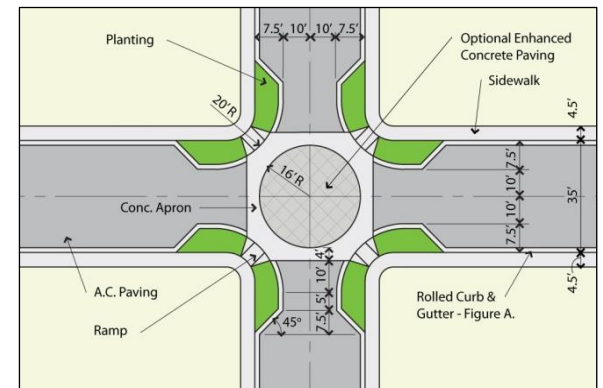 7.5' 10' 10' 7.5'
Planting
Optional Enhanced
Concrete Paving
Sidewalk
20'R
4.5'
7.5'
16'R
10'
35'
Conc. Apron
10'
7.5'
4'
10'
4.5'
A.C. Paving
5'
Rolled Curb &
Gutter - Figure A.
45°
7.5'
Ramp